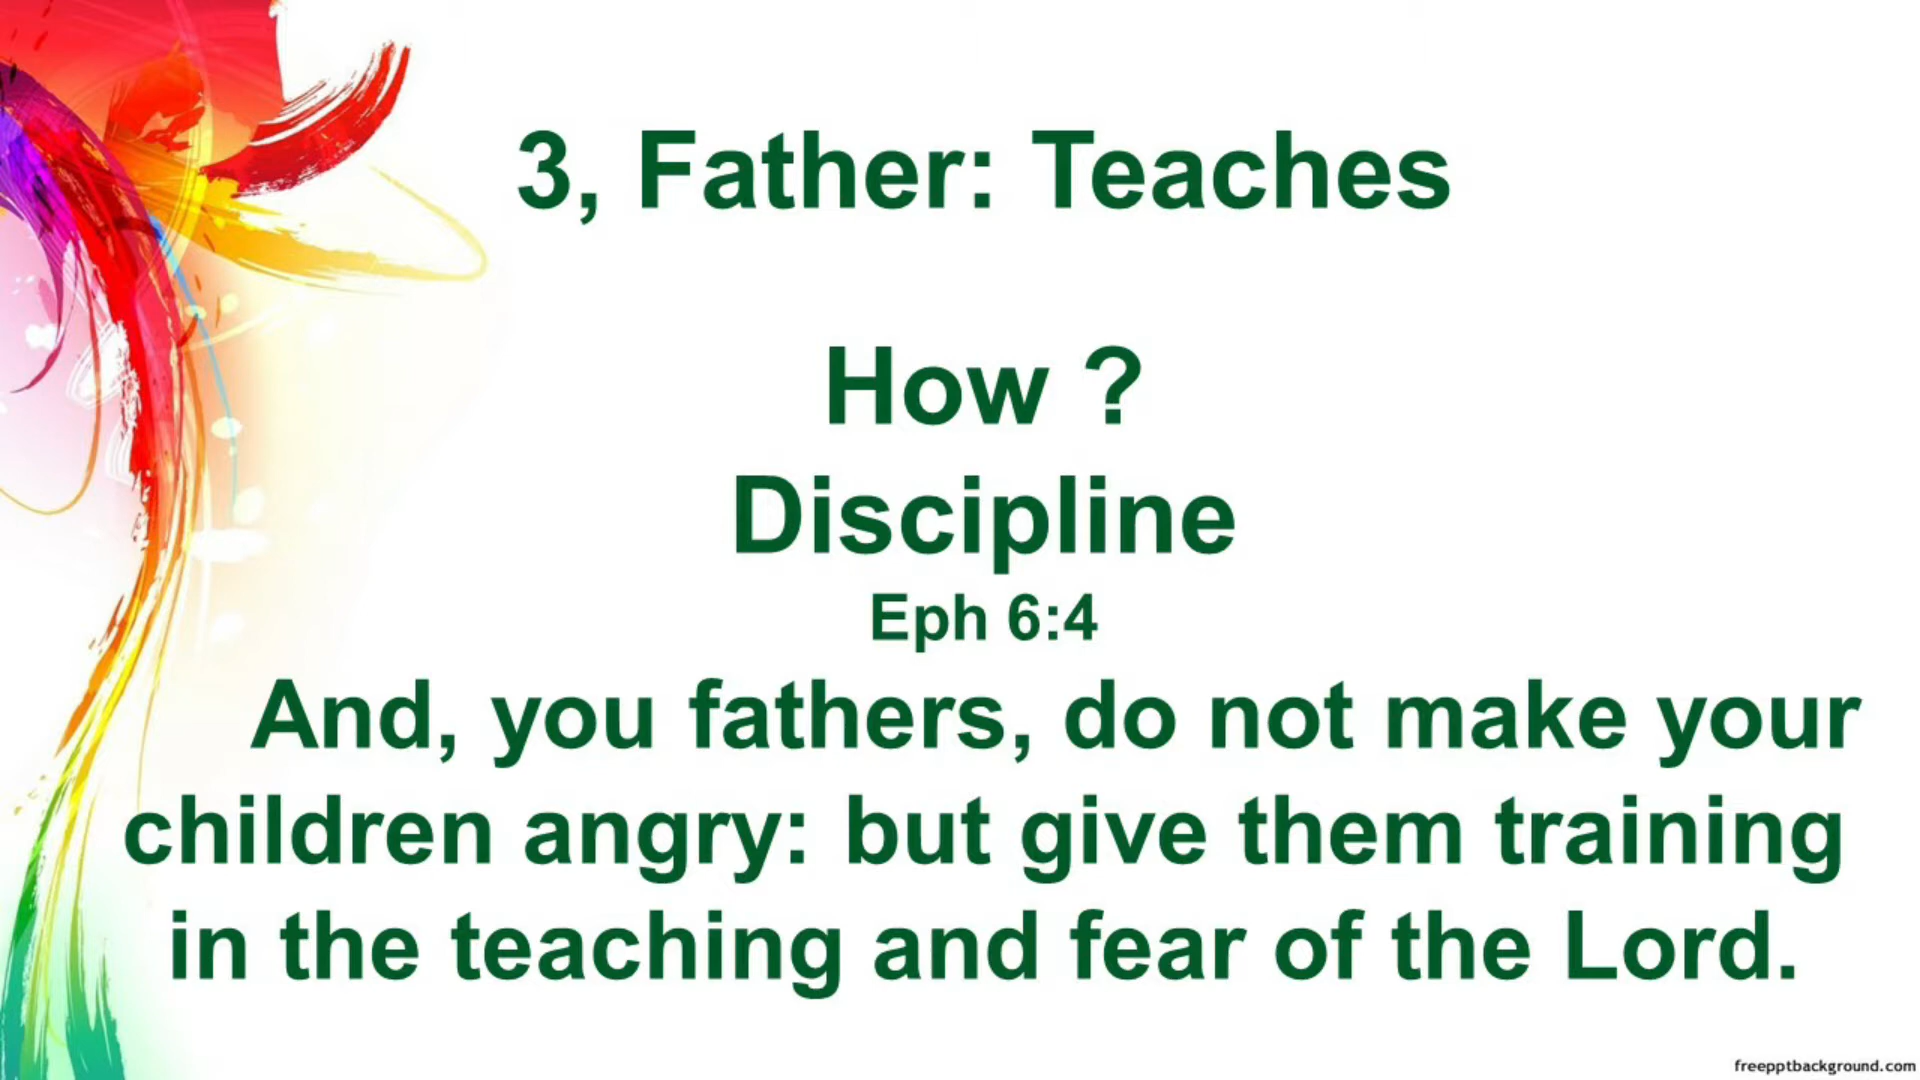 3, Father: Teaches
How ?
Discipline
Eph 6:4
And, you fathers, do not make your
children angry: but give them training
in the teaching and fear of the Lord.
freepptbackground.com